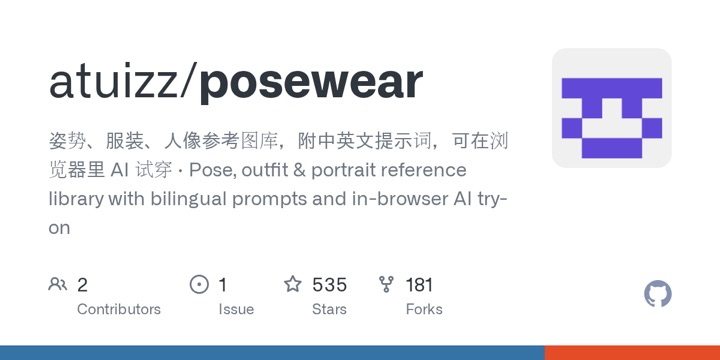 atuizz/posewear
姿势、服装、人像参考图库，附中英文提示词，可在浏
览器里 AI 试穿 · Pose, outfit & portrait reference
library with bilingual prompts and in-browser AI try-
on
2
Contributors
1
Issue
535
Stars
181
Forks